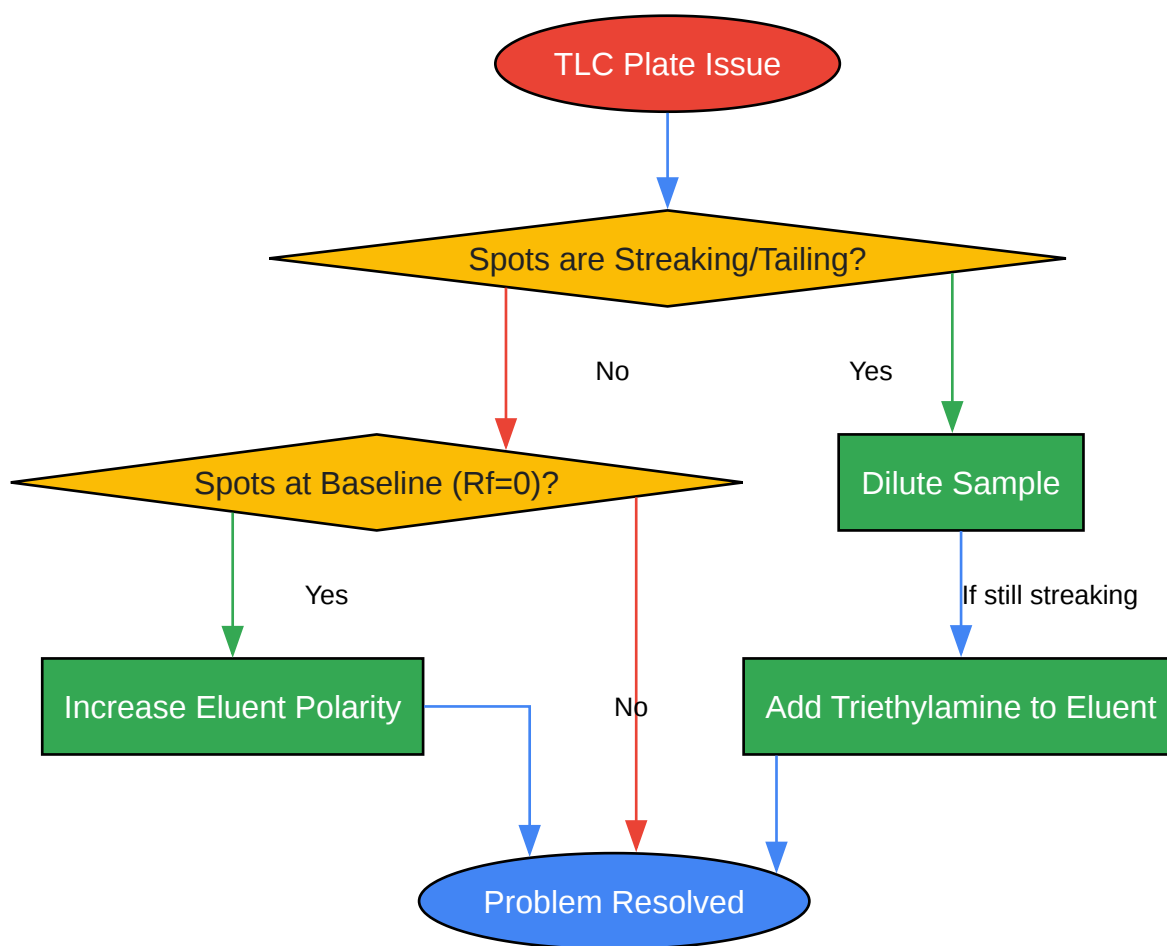 TLC Plate Issue
Spots are Streaking/Tailing?
No
Yes
Spots at Baseline (Rf=0)?
Dilute Sample
Yes
If still streaking
Increase Eluent Polarity
No
Add Triethylamine to Eluent
Problem Resolved